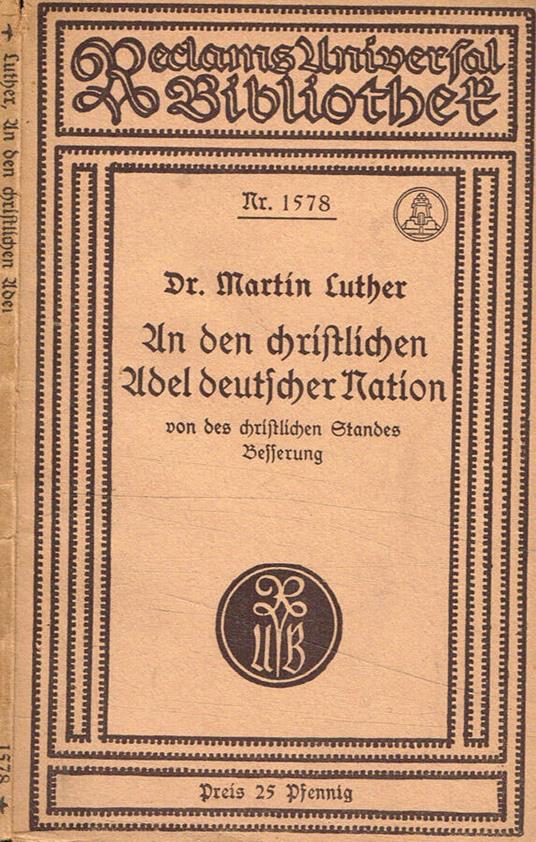 Reclams Universal
Bibliothek
Nr. 1578
Dr. Martin Luther
An den christlichen
Adel deutscher Nation
von des christlichen Standes
Besserung
RUB
Preis 25 Pfennig
Luther, An den christlichen Adel
1578